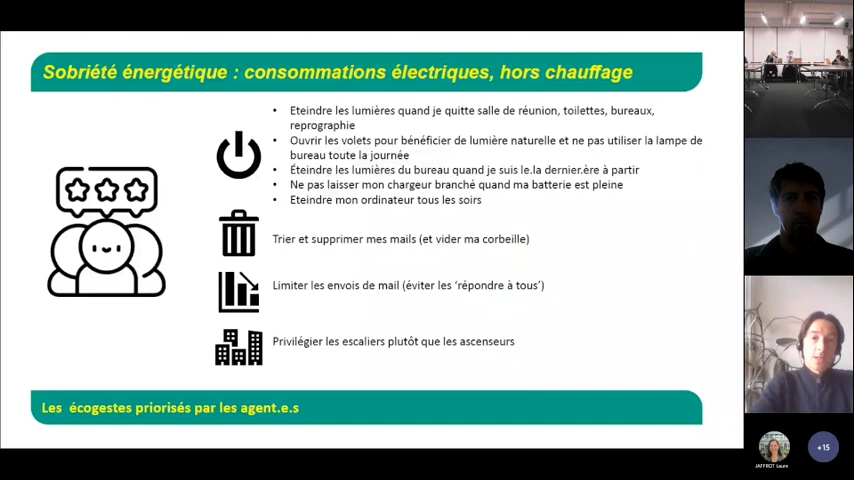 Sobriété énergétique : consommations électriques, hors chauffage
• Eteindre les lumières quand je quitte salle de réunion, toilettes, bureaux,
reprographie
• Ouvrir les volets pour bénéficier de lumière naturelle et ne pas utiliser la lampe de
bureau toute la journée
• Éteindre les lumières du bureau quand je suis le.la dernier.ère à partir
• Ne pas laisser mon chargeur branché quand ma batterie est pleine
• Eteindre mon ordinateur tous les soirs
Trier et supprimer mes mails (et vider ma corbeille)
Limiter les envois de mail (éviter les ‘répondre à tous’)
Privilégier les escaliers plutôt que les ascenseurs
Les écogestes priorisés par les agent.e.s
JAFFROT Laure
+15